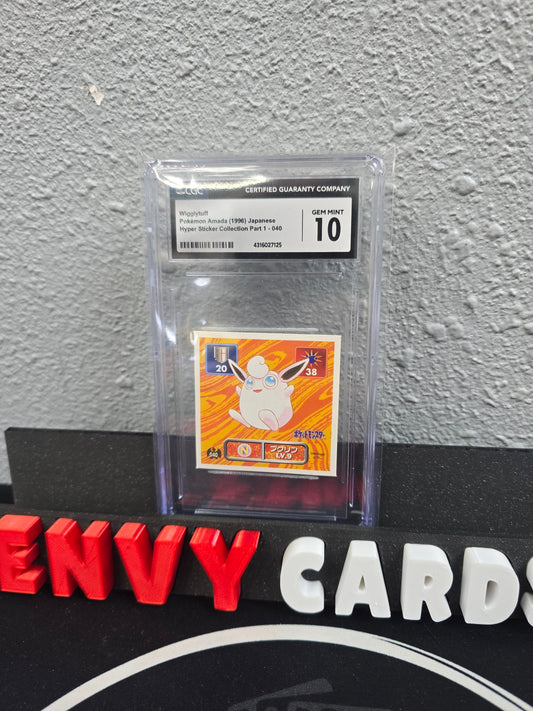 CGC CERTIFIED GUARANTY COMPANY
Wigglytuff
Pokémon Amada (1996) Japanese
Hyper Sticker Collection Part 1 - 040
4316027125
GEM MINT
10
20
38
ポケットモンスター
040
N
プクリン
LV.9
ENVY CARDS